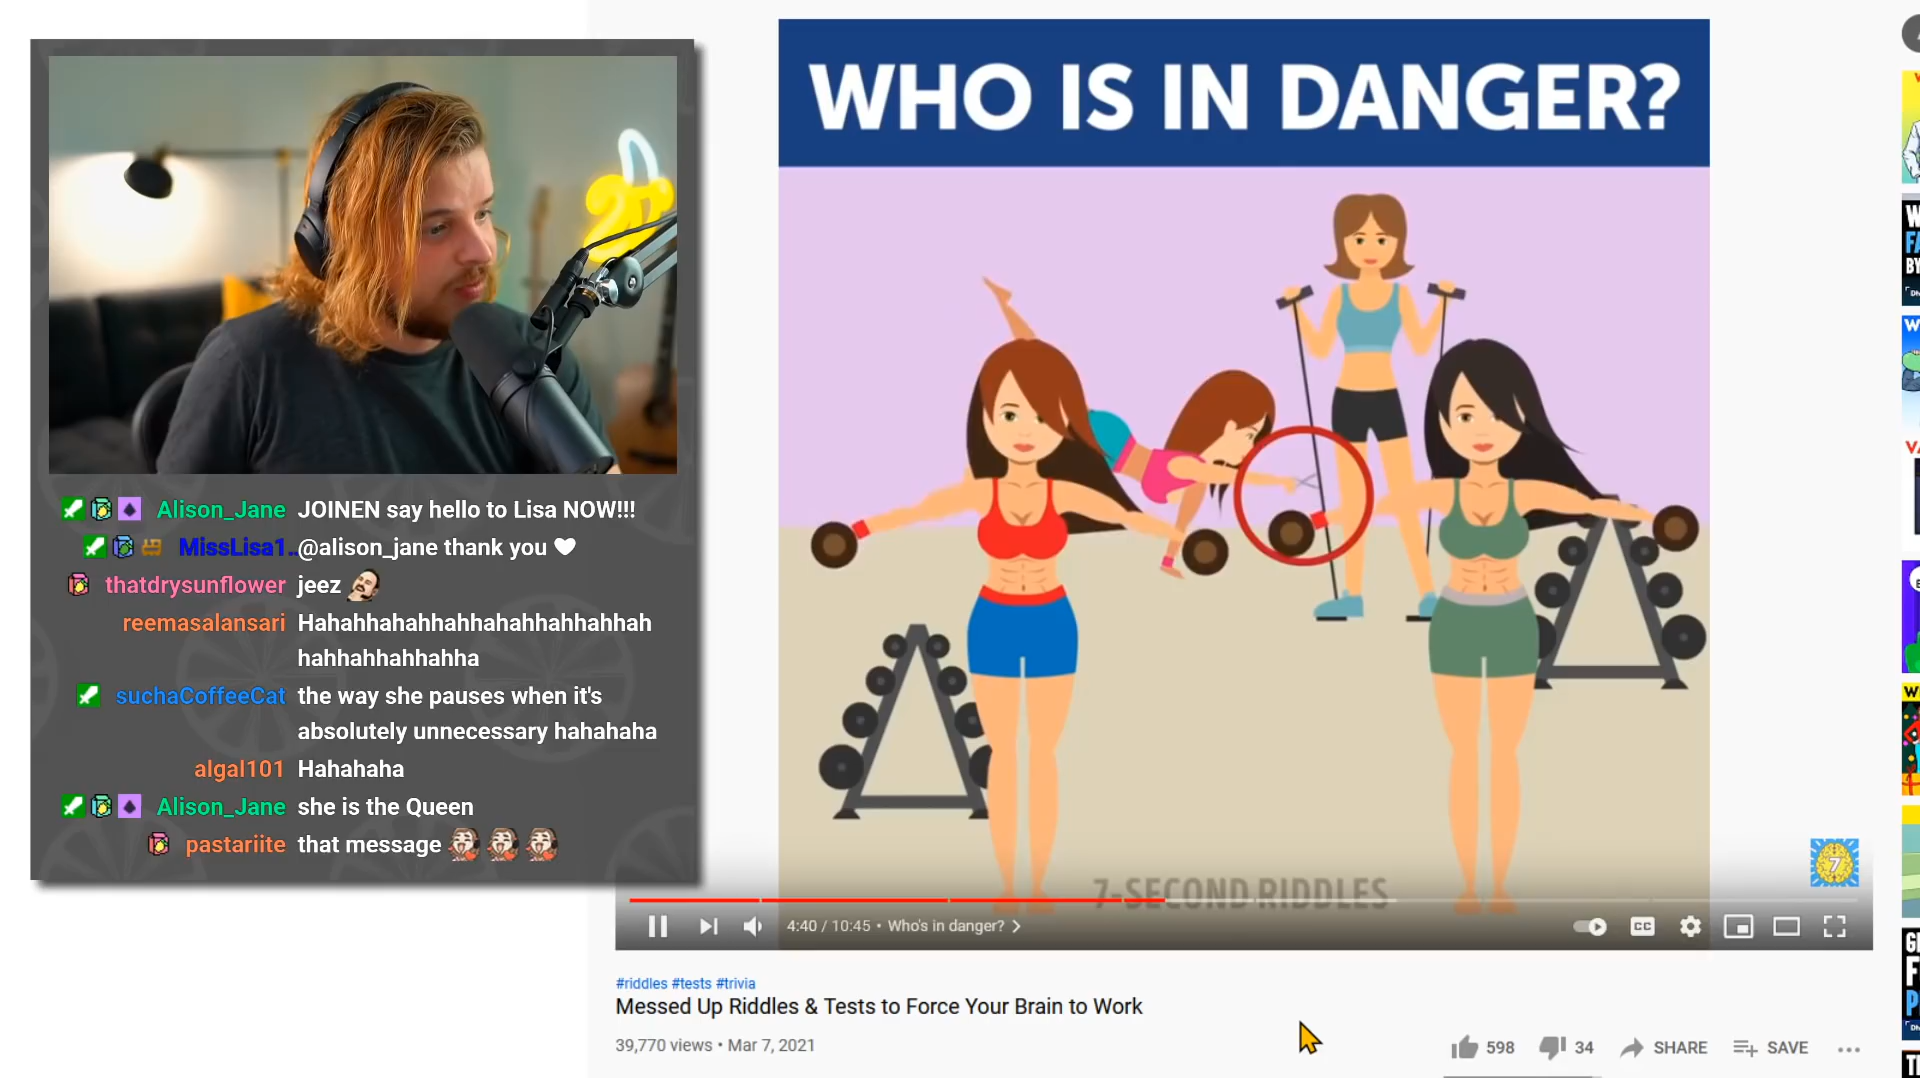 WHO IS IN DANGER?
Alison_Jane JOINEN say hello to Lisa NOW!!!
MissLisa1..@alison_jane thank you
thatdrysunflower jeez
reemasalansari Hahahhahahhahhahahhahhahhah
hahhahhahhahha
suchaCoffeeCat the way she pauses when it's
absolutely unnecessary hahahaha
algal101 Hahahaha
Alison_Jane she is the Queen
pastariite that message
7-SECOND RIDDLES
7
4:40 / 10:45 • Who's in danger?
CC
#riddles #tests #trivia
Messed Up Riddles & Tests to Force Your Brain to Work
39,770 views • Mar 7, 2021
598 34 SHARE SAVE